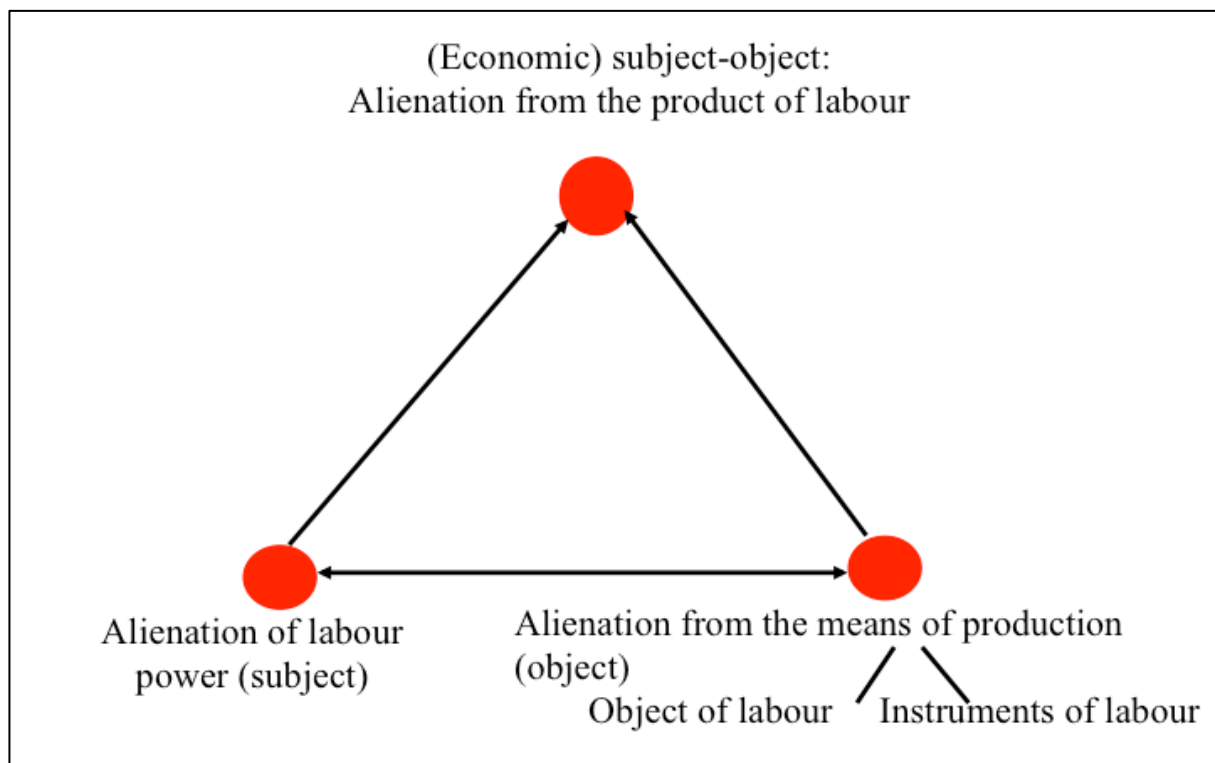 (Economic) subject-object:
Alienation from the product of labour
Alienation of labour
power (subject)
Alienation from the means of production
(object)
Object of labour
Instruments of labour